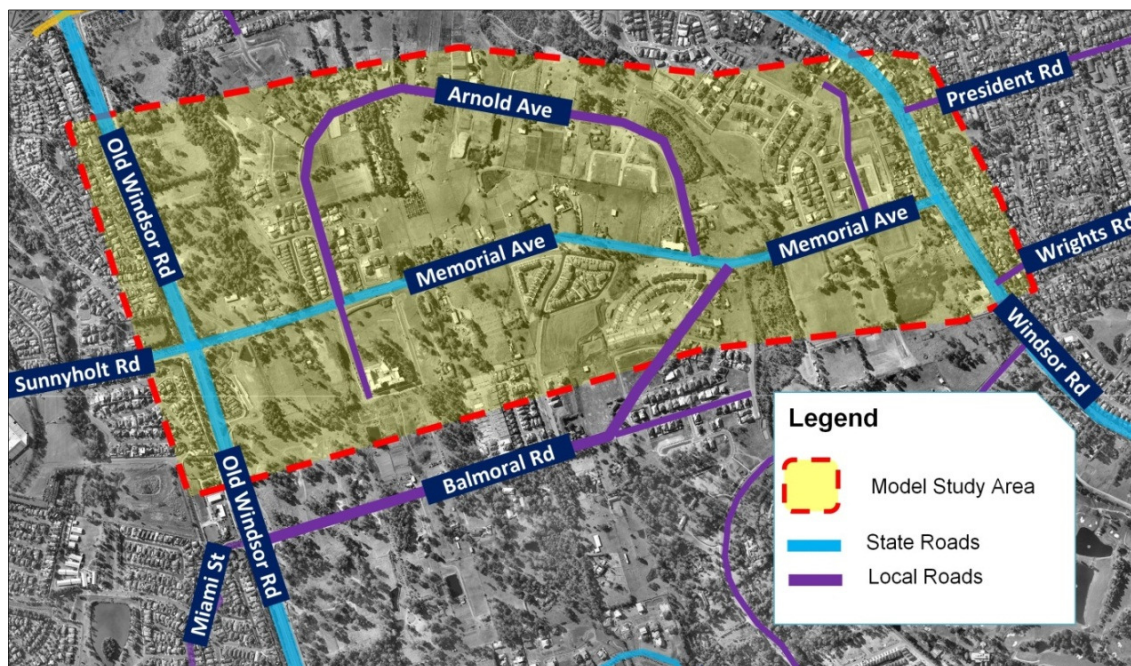 President Rd
Arnold Ave
Old Windsor Rd
Memorial Ave
Memorial Ave
Wrights Rd
Sunnyholt Rd
Windsor Rd
Old Windsor Rd
Balmoral Rd
Miami St
Legend
Model Study Area
State Roads
Local Roads